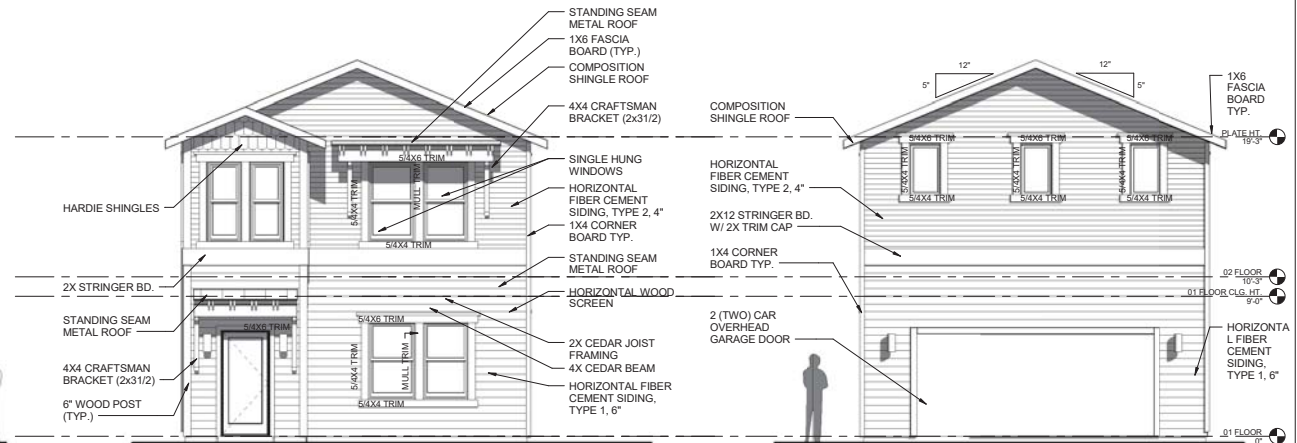 STANDING SEAM
METAL ROOF
1X6 FASCIA
BOARD (TYP.)
COMPOSITION
SHINGLE ROOF
4X4 CRAFTSMAN
BRACKET (2x31/2)
SINGLE HUNG
WINDOWS
HORIZONTAL
FIBER CEMENT
SIDING, TYPE 2, 4"
1X4 CORNER
BOARD TYP.
STANDING SEAM
METAL ROOF
HORIZONTAL WOOD
SCREEN
2X CEDAR JOIST
FRAMING
4X CEDAR BEAM
HORIZONTAL FIBER
CEMENT SIDING,
TYPE 1, 6"
HARDIE SHINGLES
2X STRINGER BD.
STANDING SEAM
METAL ROOF
4X4 CRAFTSMAN
BRACKET (2x31/2)
6" WOOD POST
(TYP.)
5/4X6 TRIM
5/4X4 TRIM
MULL TRIM
5/4X4 TRIM
5/4X6 TRIM
5/4X6 TRIM
5/4X4 TRIM
MULL TRIM
5/4X4 TRIM
COMPOSITION
SHINGLE ROOF
HORIZONTAL
FIBER CEMENT
SIDING, TYPE 2, 4"
2X12 STRINGER BD.
W/ 2X TRIM CAP
1X4 CORNER
BOARD TYP.
2 (TWO) CAR
OVERHEAD
GARAGE DOOR
12"
5"
12"
5"
5/4X6 TRIM
5/4X4 TRIM
5/4X4 TRIM
5/4X6 TRIM
5/4X4 TRIM
5/4X4 TRIM
5/4X6 TRIM
5/4X4 TRIM
5/4X4 TRIM
1X6
FASCIA
BOARD
TYP.
PLATE HT.
19'-3"
02 FLOOR
10'-3"
01 FLOOR CLG. HT.
9'-0"
HORIZONTA
L FIBER
CEMENT
SIDING,
TYPE 1, 6"
01 FLOOR
0"